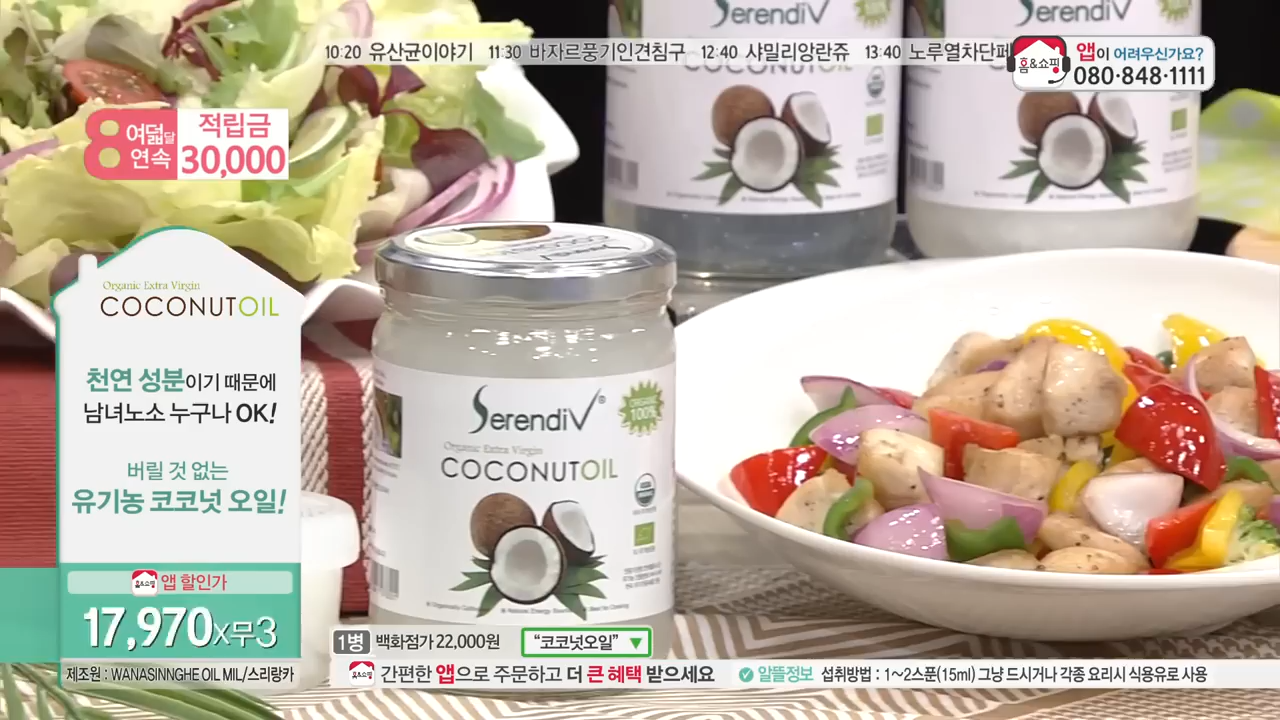 10:20 유산균이야기 11:30 바자르풍기인견침구 12:40 샤밀리앙란쥬 13:40 노루열차단페
홈&쇼핑
앱이 어려우신가요?
080·848·1111
8 여덟달 연속
적립금
30,000
Organic Extra Virgin
COCONUTOIL
천연 성분이기 때문에
남녀노소 누구나 OK!
버릴 것 없는
유기농 코코넛 오일!
홈&쇼핑 앱 할인가
17,970X무3
제조원 : WANASINNGHE OIL MIL/스리랑카
SerendiV
COCONUTOIL
SerendiV
SerendiV®
ORGANIC
100%
Organic Extra Virgin
COCONUTOIL
1병 백화점가 22,000원 "코코넛오일" ▼
홈&쇼핑 간편한 앱으로 주문하고 더 큰 혜택 받으세요
알뜰정보 섭취방법 : 1~2스푼(15ml) 그냥 드시거나 각종 요리시 식용유로 사용